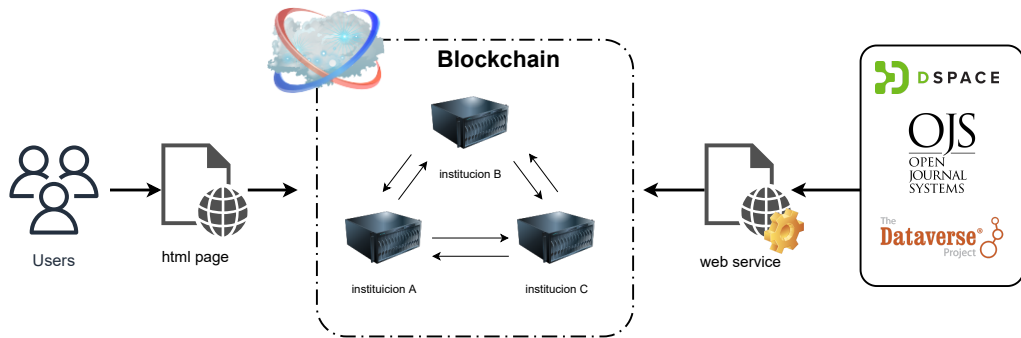 Blockchain
institucion B
instituicion A
institucion C
Users
html page
web service
DSPACE
OJS
OPEN
JOURNAL
SYSTEMS
The
Dataverse®
Project